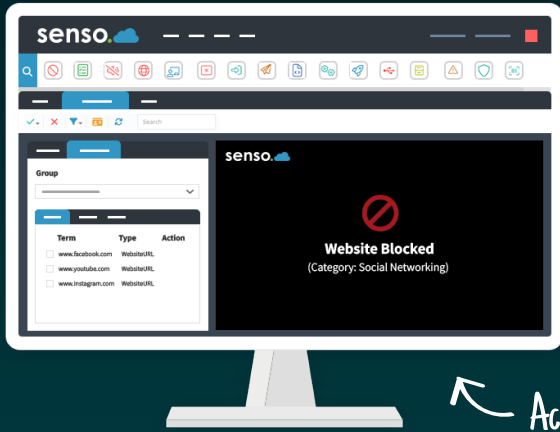 senso.
Search
Group
Term Type Action
www.facebook.com WebsiteURL
www.youtube.com WebsiteURL
www.instagram.com WebsiteURL
senso.
Website Blocked
(Category: Social Networking)